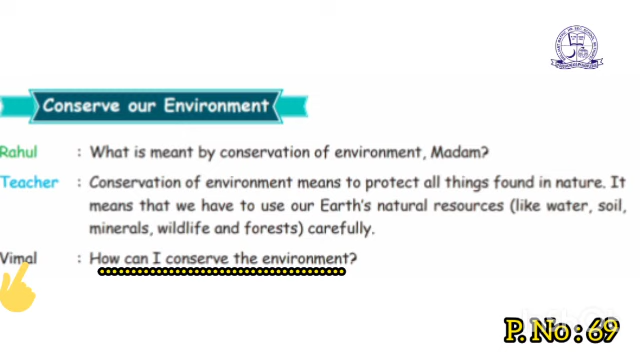 Conserve our Environment
Rahul : What is meant by conservation of environment, Madam?
Teacher : Conservation of environment means to protect all things found in nature. It
means that we have to use our Earth's natural resources (like water, soil,
minerals, wildlife and forests) carefully.
Vimal : How can I conserve the environment?
P. No : 69